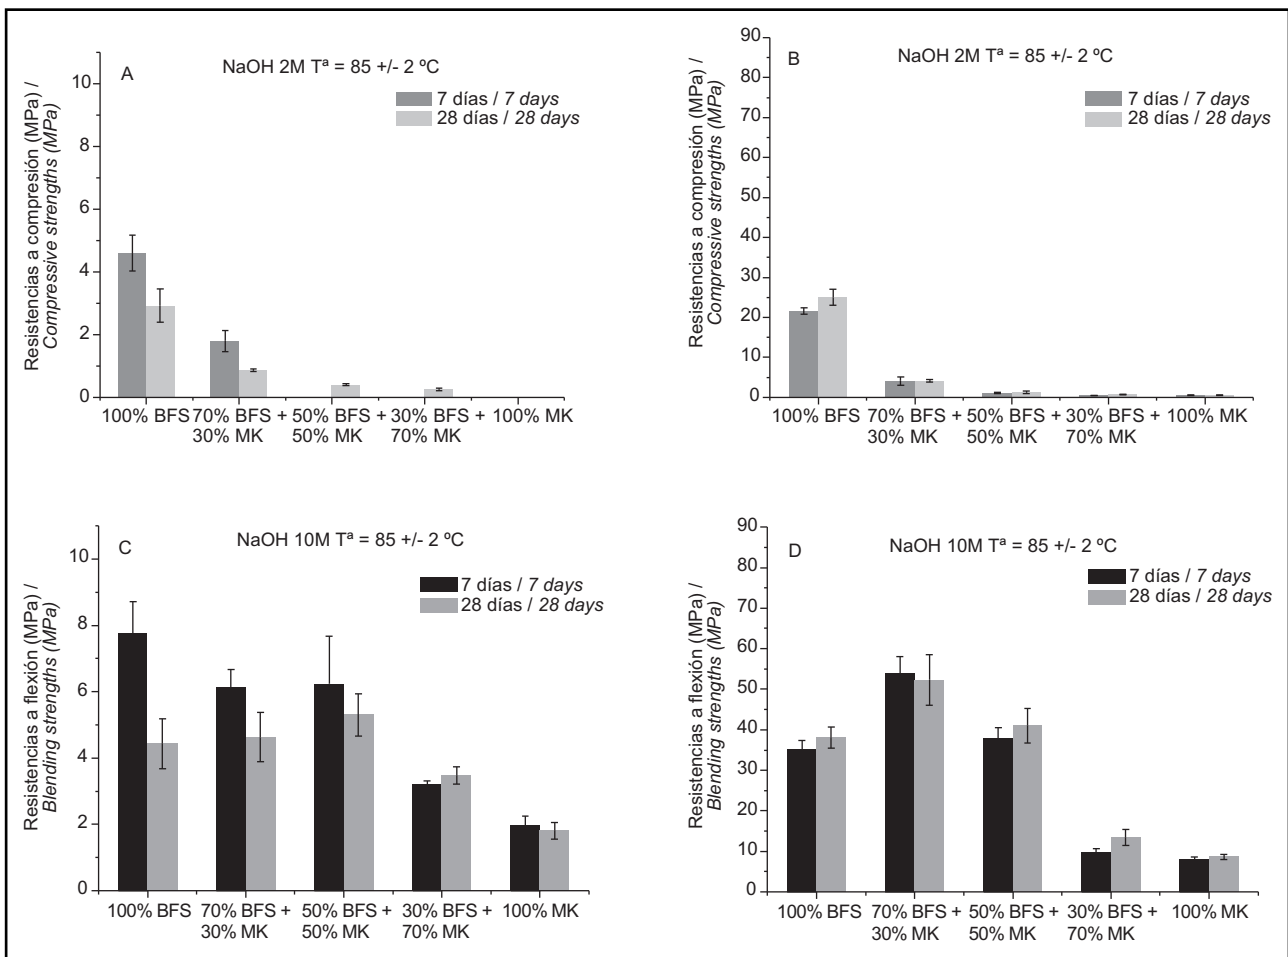 A
NaOH 2M Tª = 85 +/- 2 ºC
7 días / 7 days
28 días / 28 days
Resistencias a compresión (MPa) /
Compressive strengths (MPa)
10
8
6
4
2
0
100% BFS 70% BFS + 50% BFS + 30% BFS + 100% MK
30% MK 50% MK 70% MK
B
NaOH 2M Tª = 85 +/- 2 ºC
7 días / 7 days
28 días / 28 days
Resistencias a compresión (MPa) /
Compressive strengths (MPa)
90
80
70
60
50
40
30
20
10
0
100% BFS 70% BFS + 50% BFS + 30% BFS + 100% MK
30% MK 50% MK 70% MK
C
NaOH 10M Tª = 85 +/- 2 ºC
7 días / 7 days
28 días / 28 days
Resistencias a flexión (MPa) /
Blending strengths (MPa)
10
8
6
4
2
0
100% BFS 70% BFS + 50% BFS + 30% BFS + 100% MK
30% MK 50% MK 70% MK
D
NaOH 10M Tª = 85 +/- 2 ºC
7 días / 7 days
28 días / 28 days
Resistencias a flexión (MPa) /
Blending strengths (MPa)
90
80
70
60
50
40
30
20
10
0
100% BFS 70% BFS + 50% BFS + 30% BFS + 100% MK
30% MK 50% MK 70% MK